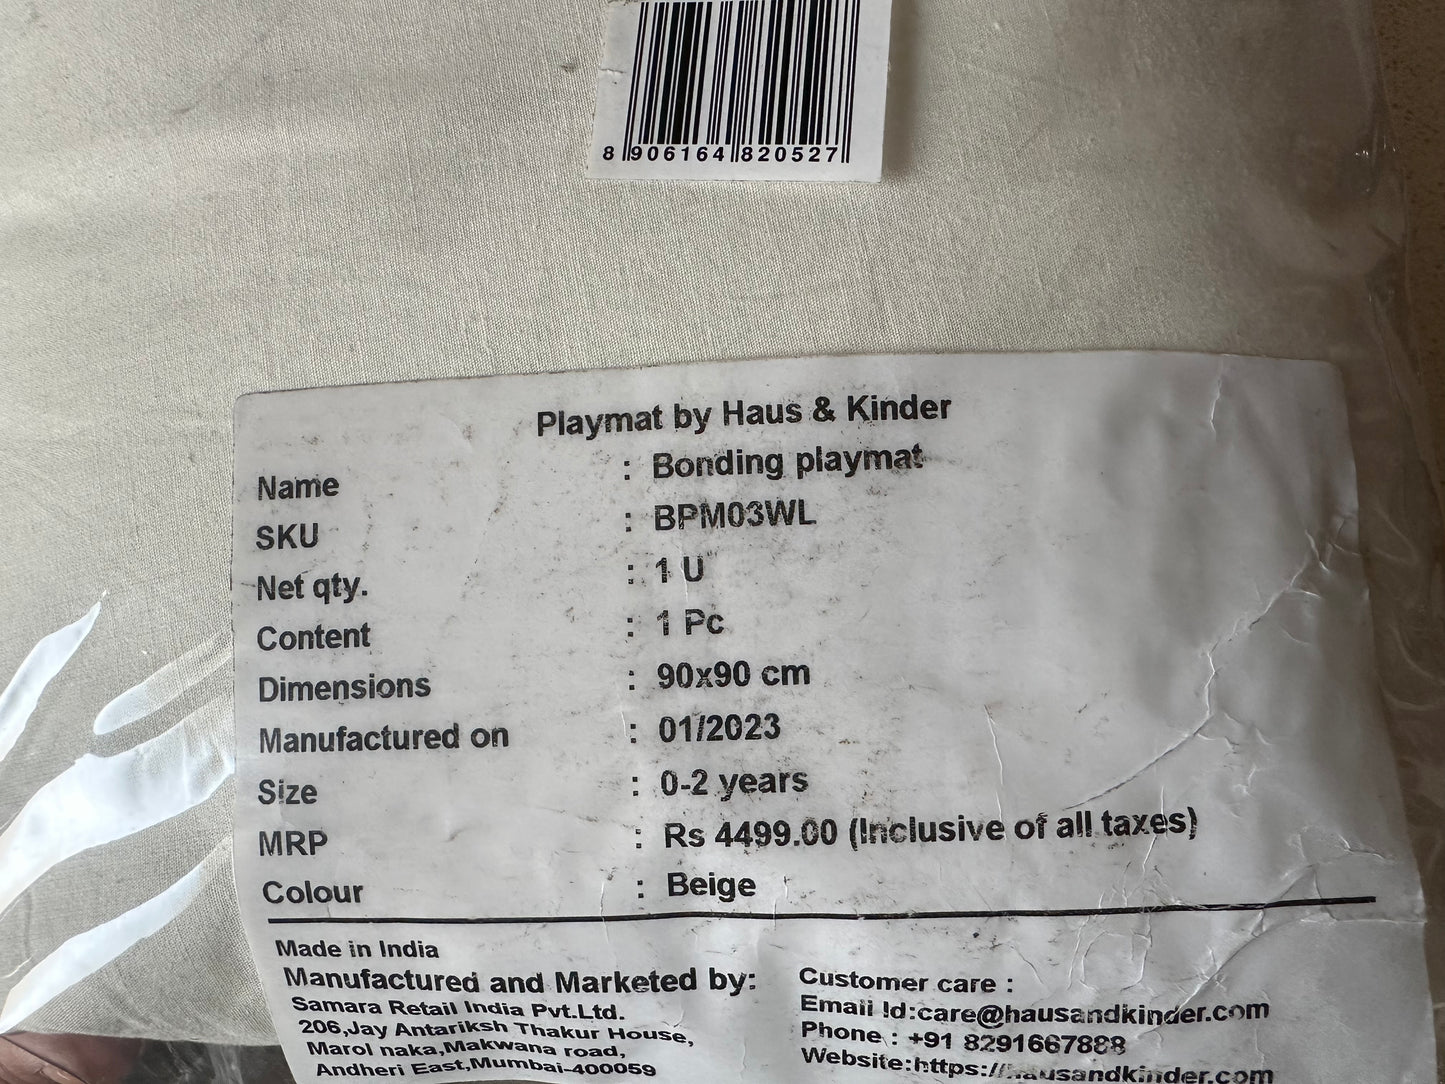 8 906164 820527
Playmat by Haus & Kinder
Name : Bonding playmat
SKU : BPM03WL
Net qty. : 1 U
Content : 1 Pc
Dimensions : 90x90 cm
Manufactured on : 01/2023
Size : 0-2 years
MRP : Rs 4499.00 (Inclusive of all taxes)
Colour : Beige
Made in India
Manufactured and Marketed by:
Samara Retail India Pvt.Ltd.
206,Jay Antariksh Thakur House,
Marol naka,Makwana road,
Andheri East,Mumbai-400059
Customer care :
Email Id:care@hausandkinder.com
Phone : +91 8291667888
Website:https://hausandkinder.com